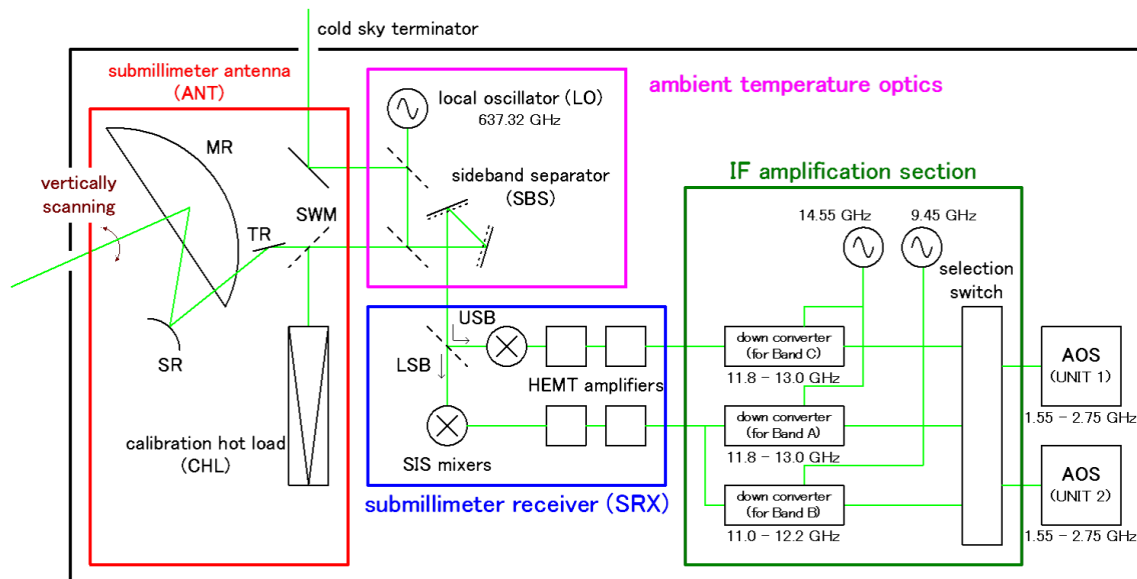 cold sky terminator
submillimeter antenna
(ANT)
MR
vertically
scanning
TR
SWM
SR
calibration hot load
(CHL)
ambient temperature optics
local oscillator (LO)
637.32 GHz
sideband separator
(SBS)
USB
LSB
HEMT amplifiers
SIS mixers
submillimeter receiver (SRX)
IF amplification section
14.55 GHz
9.45 GHz
selection
switch
down converter
(for Band C)
11.8 - 13.0 GHz
down converter
(for Band A)
11.8 - 13.0 GHz
down converter
(for Band B)
11.0 - 12.2 GHz
AOS
(UNIT 1)
1.55 - 2.75 GHz
AOS
(UNIT 2)
1.55 - 2.75 GHz